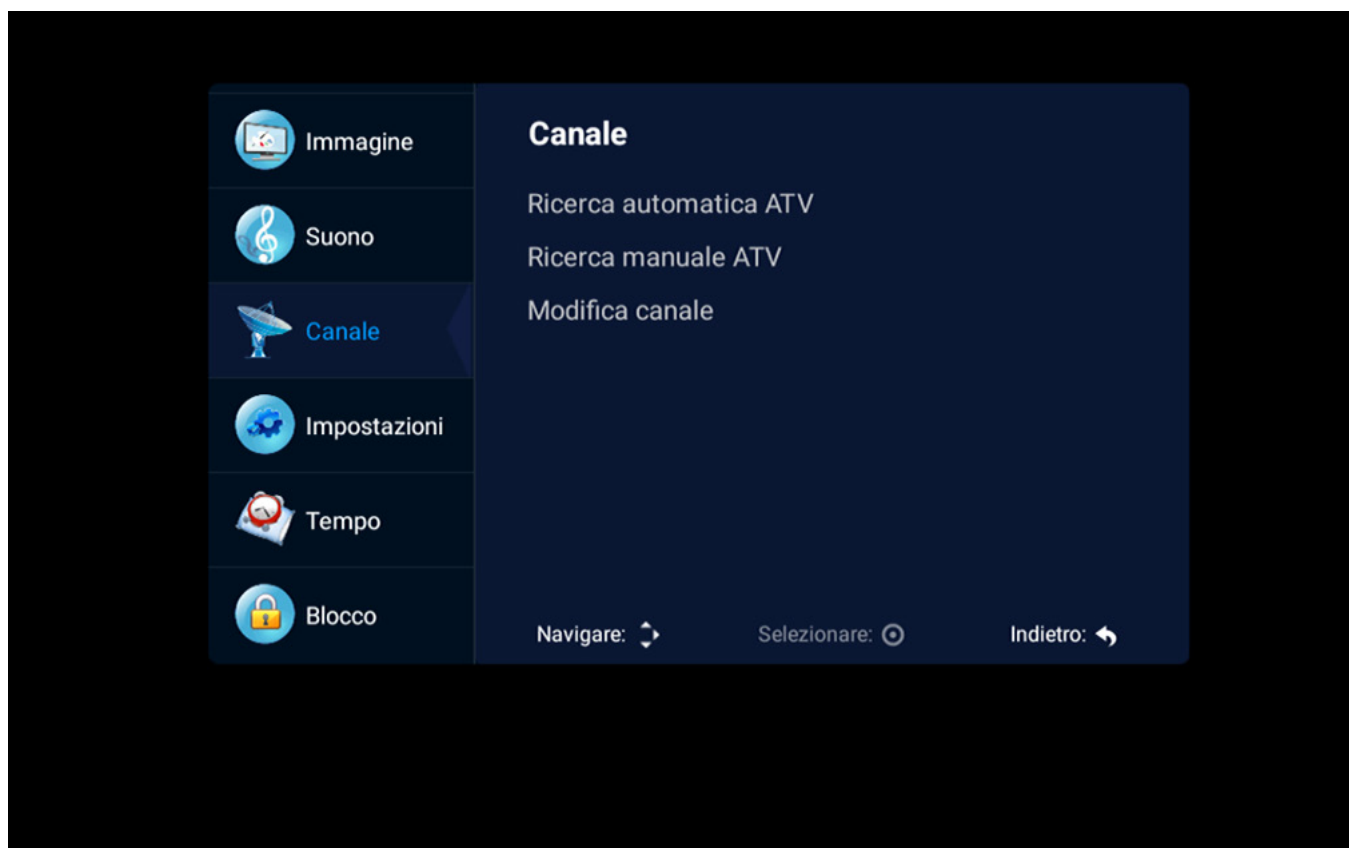 Immagine
Suono
Canale
Impostazioni
Tempo
Blocco
Canale
Ricerca automatica ATV
Ricerca manuale ATV
Modifica canale
Navigare: Selezionare: Indietro: